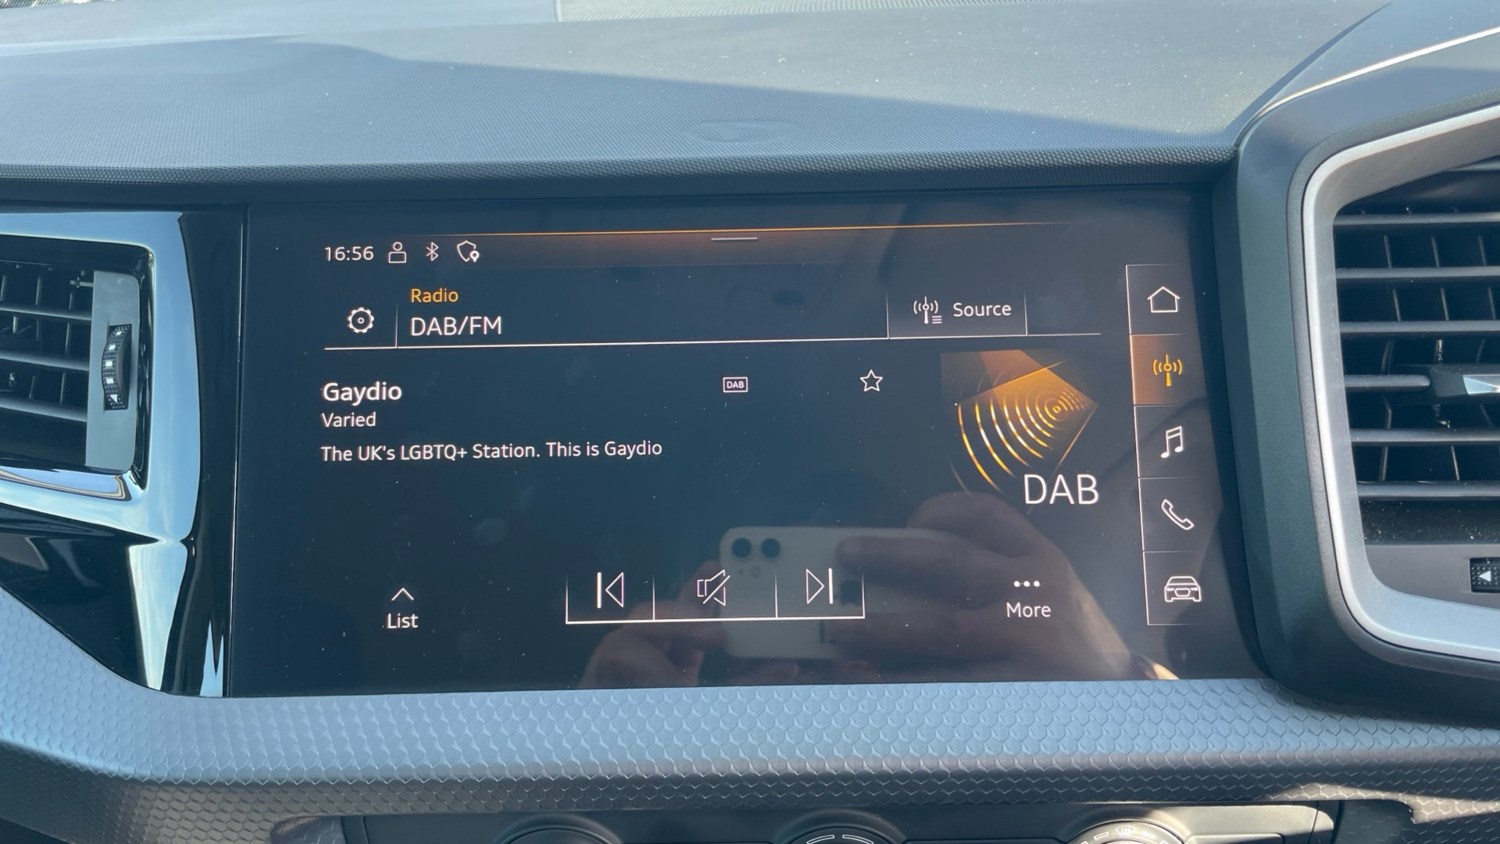 16:56
Radio
DAB/FM
Source
Gaydio
DAB
Varied
The UK's LGBTQ+ Station. This is Gaydio
DAB
List
More